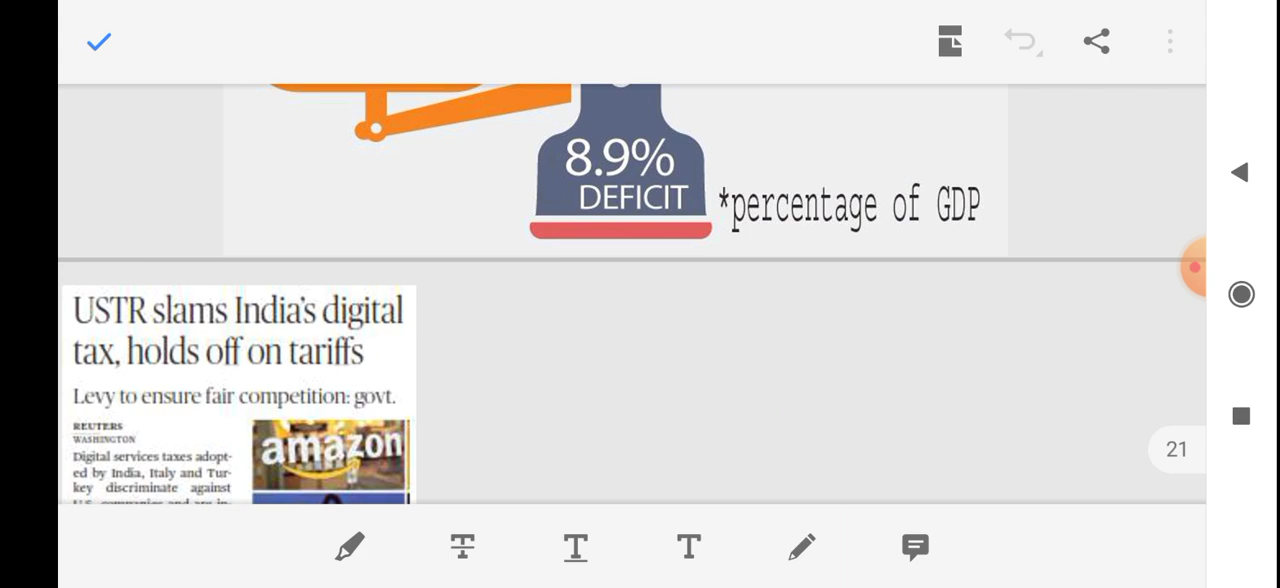 8.9%
DEFICIT
*percentage of GDP
USTR slams India's digital
tax, holds off on tariffs
Levy to ensure fair competition: govt.
REUTERS
WASHINGTON
Digital services taxes adopt-
ed by India, Italy and Tur-
key discriminate against
amazon
21
T